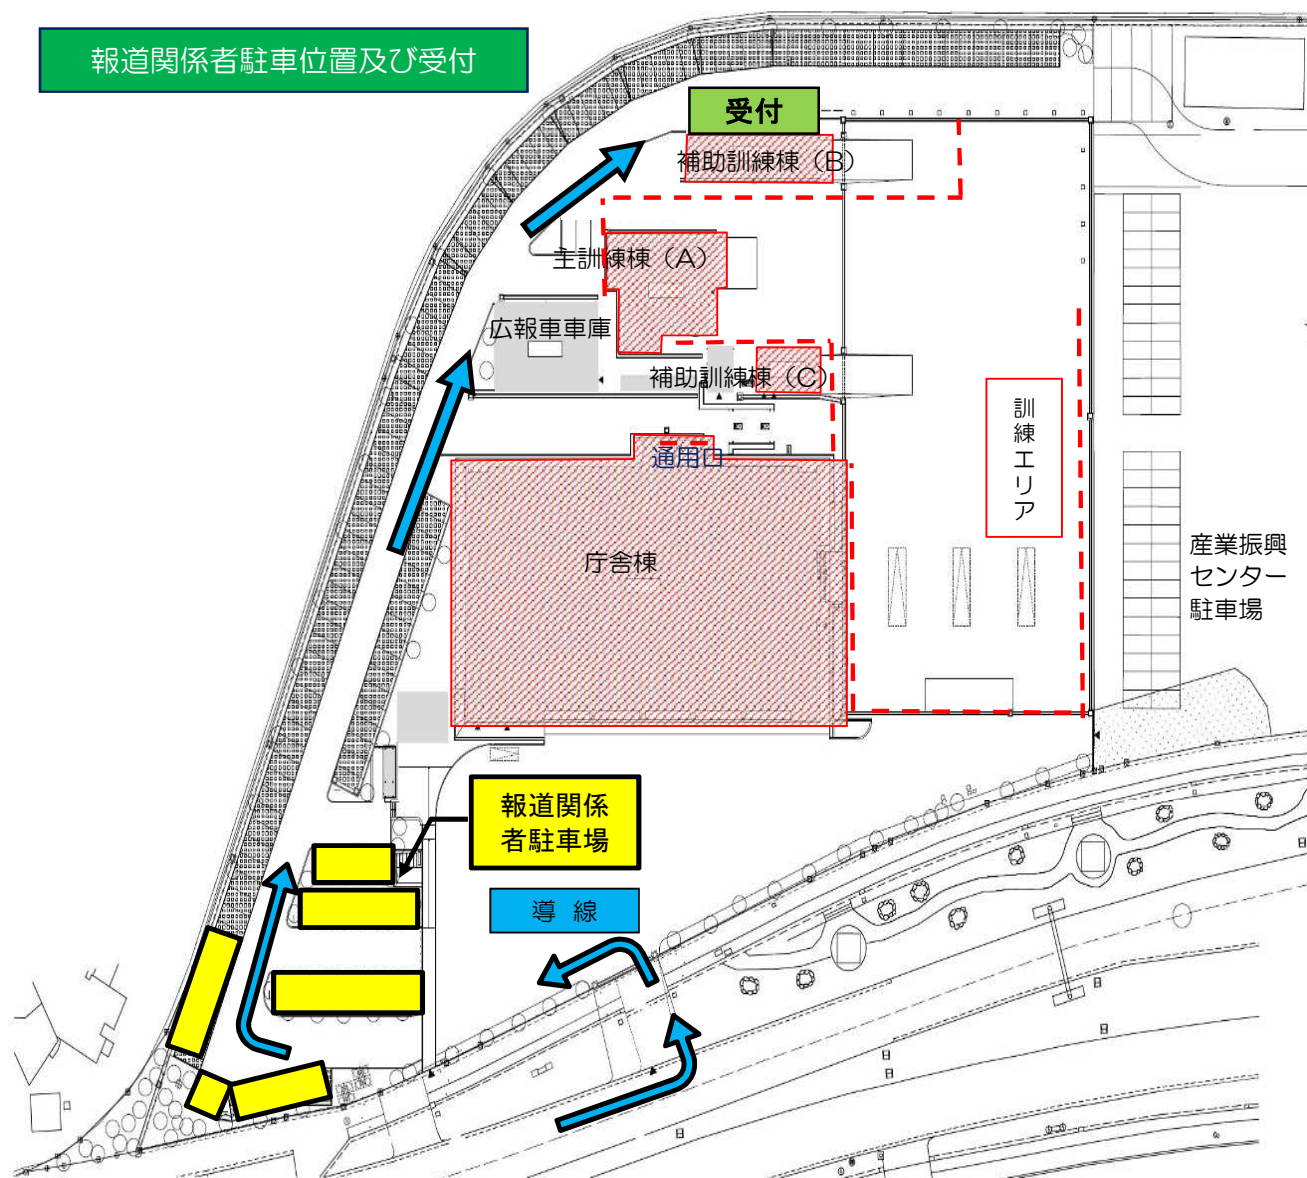 報道関係者駐車位置及び受付
受付
補助訓練棟（B）
主訓練棟（A）
広報車車庫
補助訓練棟（C）
訓練エリア
通用口
庁舎棟
産業振興
センター
駐車場
報道関係
者駐車場
導 線